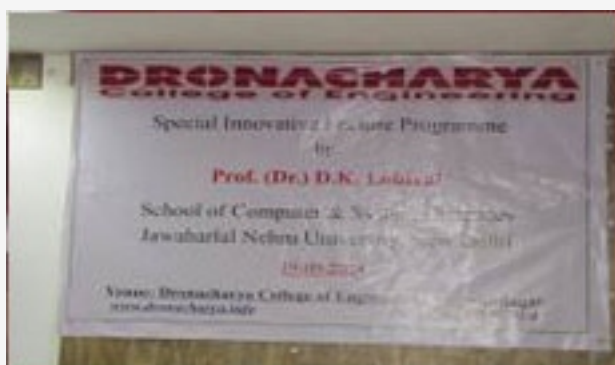 DRONACHARYA
College of Engineering
Special Innovative Lecture Programme
by
Prof. (Dr.) D.K.
School of Computer &
Jawaharlal Nehru University, New Delhi
Venue: Dronacharya College of
www.dronacharya.info